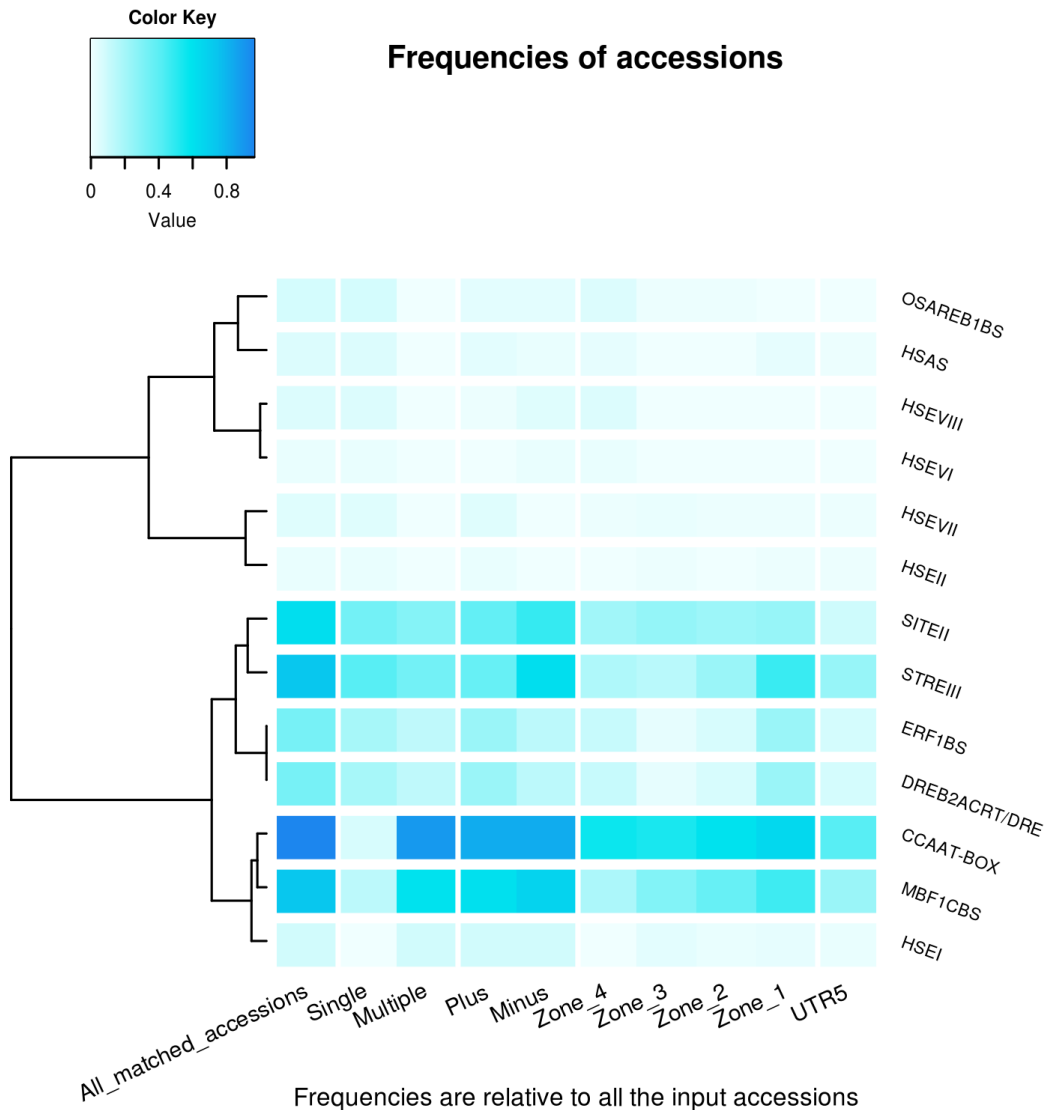 Color Key
Frequencies of accessions
0 0.4 0.8
Value
OSAREB1BS
HSAS
HSEVIII
HSEVI
HSEVII
HSEII
SITEII
STREIII
ERF1BS
DREB2ACRT/DRE
CCAAT-BOX
MBF1CBS
HSEI
All_matched_accessions Single Multiple Plus Minus Zone_4 Zone_3 Zone_2 Zone_1 UTR5
Frequencies are relative to all the input accessions